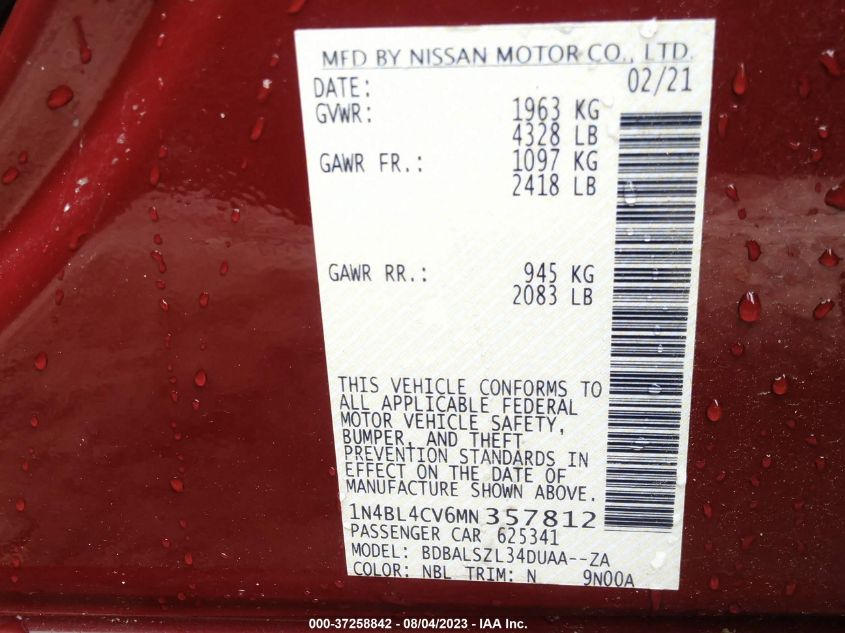 MFD BY NISSAN MOTOR CO., LTD.
DATE: 02/21
GVWR: 1963 KG
4328 LB
GAWR FR.: 1097 KG
2418 LB
GAWR RR.: 945 KG
2083 LB
THIS VEHICLE CONFORMS TO
ALL APPLICABLE FEDERAL
MOTOR VEHICLE SAFETY,
BUMPER, AND THEFT
PREVENTION STANDARDS IN
EFFECT ON THE DATE OF
MANUFACTURE SHOWN ABOVE.
1N4BL4CV6MN 357812
PASSENGER CAR 625341
MODEL: BDBALSZL34DUAA--ZA
COLOR: NBL TRIM: N 9N00A
000-37258842 - 08/04/2023 - IAA Inc.